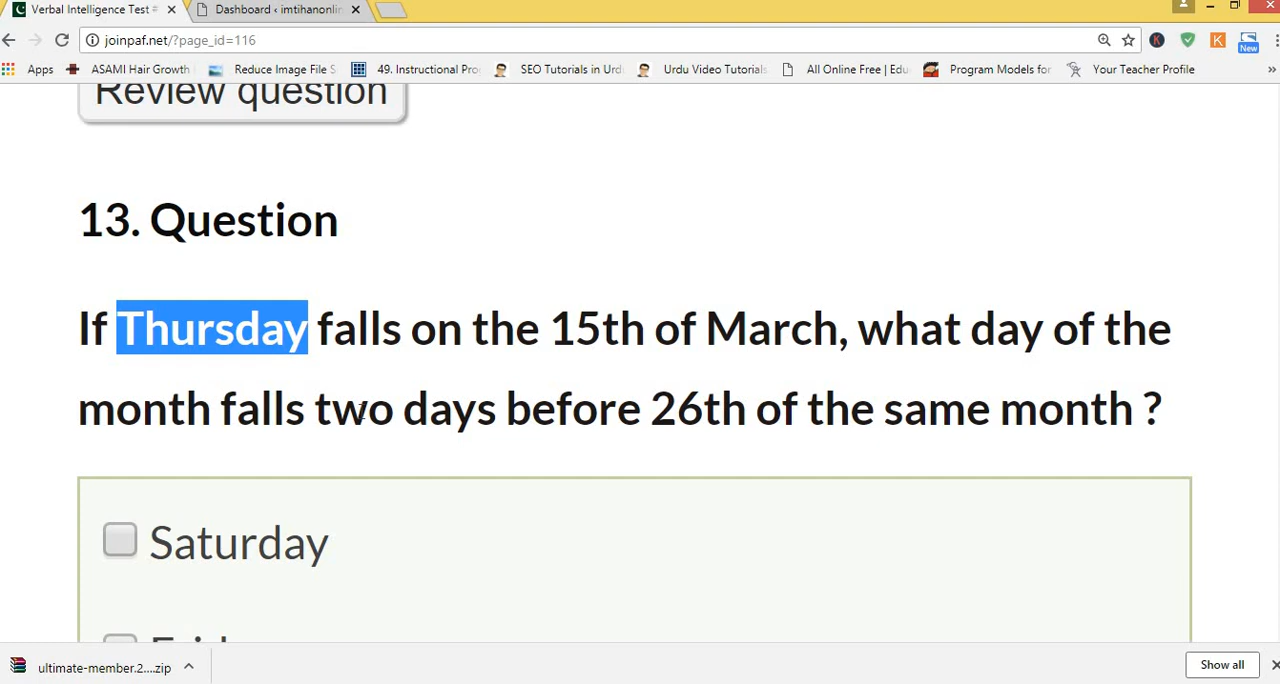 Verbal Intelligence Test
Dashboard ‹ imtihanonlin
joinpaf.net/?page_id=116
New
Apps ASAMI Hair Growth Reduce Image File S 49. Instructional Pro SEO Tutorials in Urd Urdu Video Tutorials All Online Free | Edu Program Models for Your Teacher Profile »
Review question
13. Question
If Thursday falls on the 15th of March, what day of the
month falls two days before 26th of the same month ?
Saturday
ultimate-member.2....zip
Show all